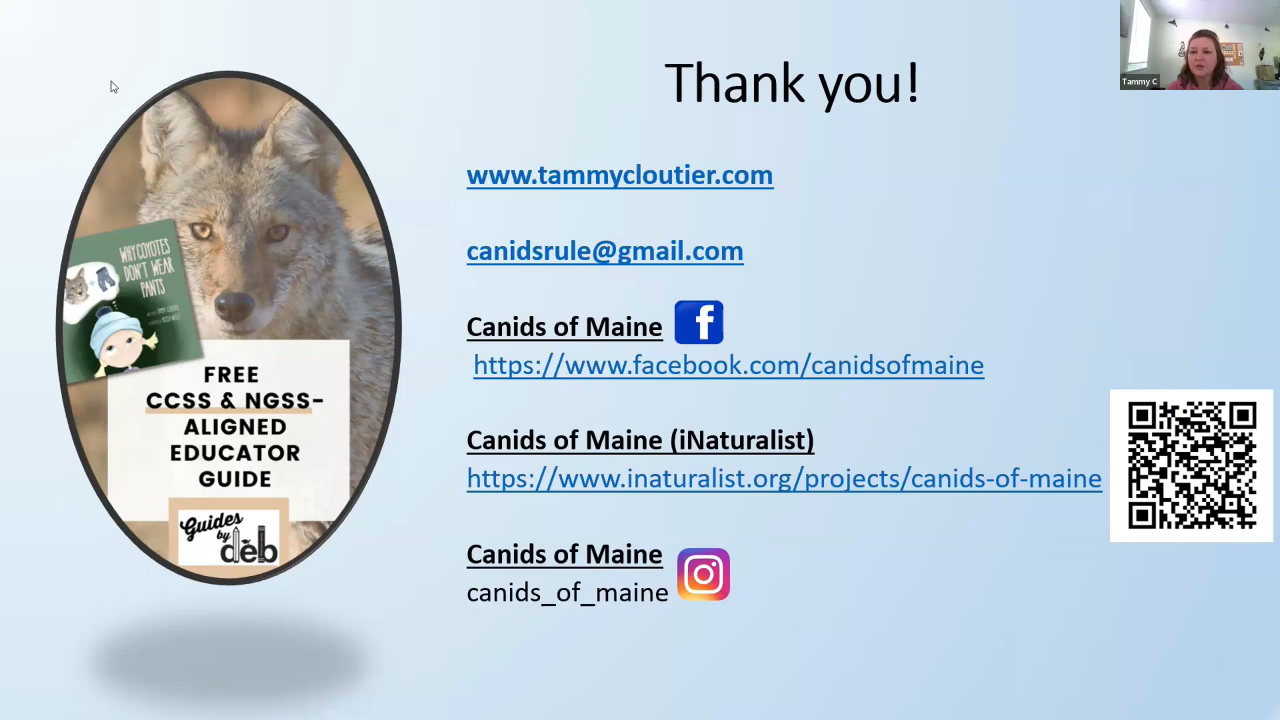 Thank you!
Tammy C
www.tammycloutier.com
canidsrule@gmail.com
Canids of Maine
https://www.facebook.com/canidsofmaine
Canids of Maine (iNaturalist)
https://www.inaturalist.org/projects/canids-of-maine
Canids of Maine
canids_of_maine
WHY COYOTES
DON'T WEAR
PANTS
FREE
CCSS & NGSS-
ALIGNED
EDUCATOR
GUIDE
Guides
by
deb